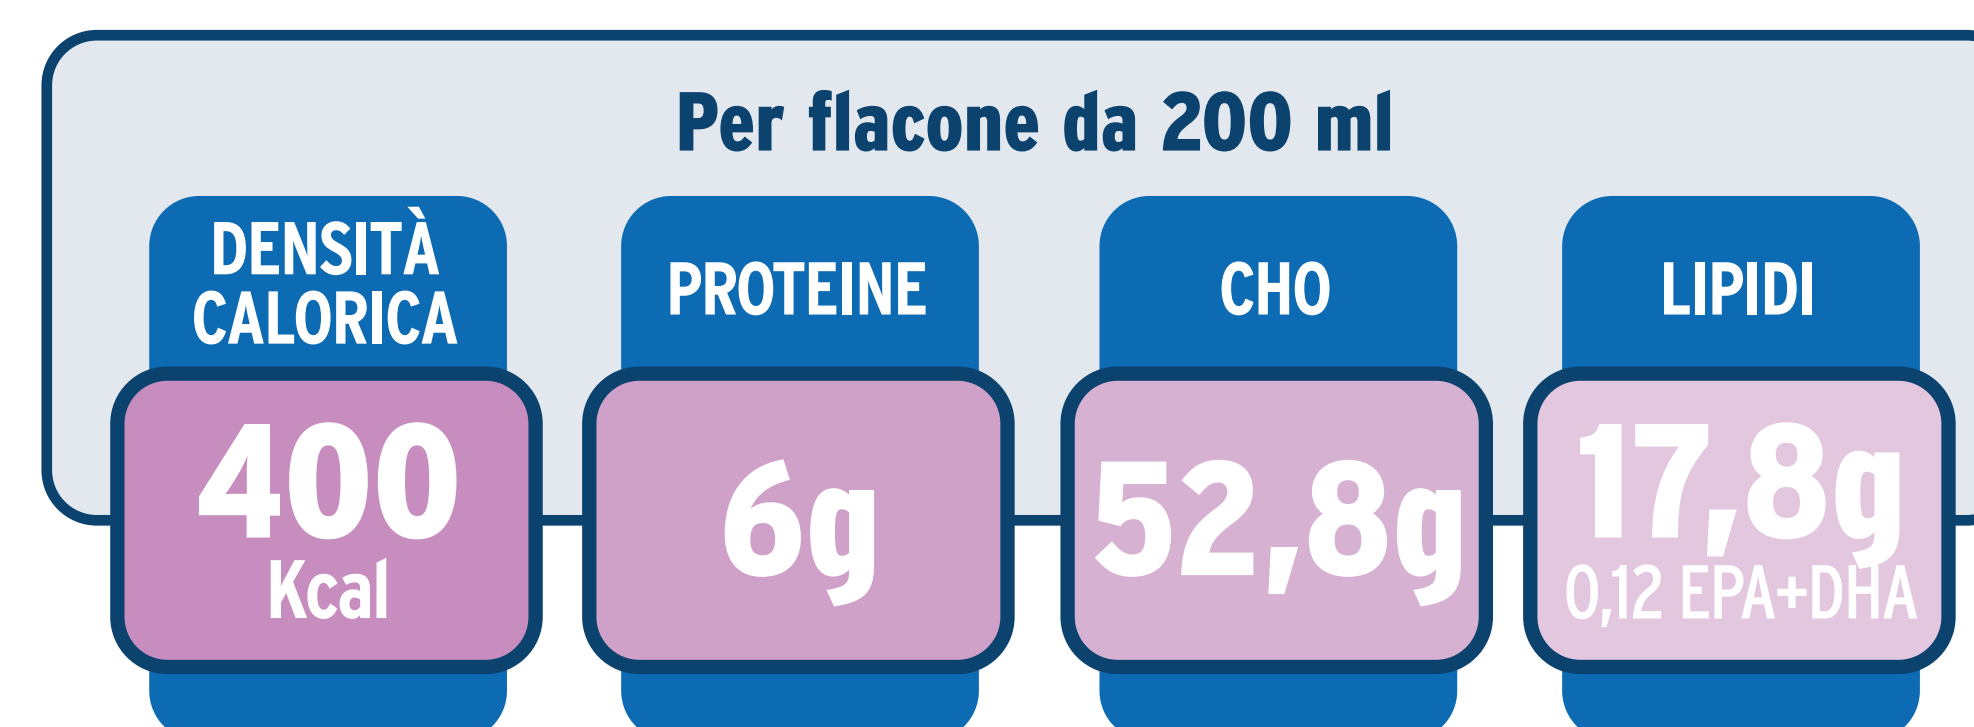 Per flacone da 200 ml
DENSITÀ
CALORICA
400
Kcal
PROTEINE
6g
CHO
52,8g
LIPIDI
17,8g
0,12 EPA+DHA